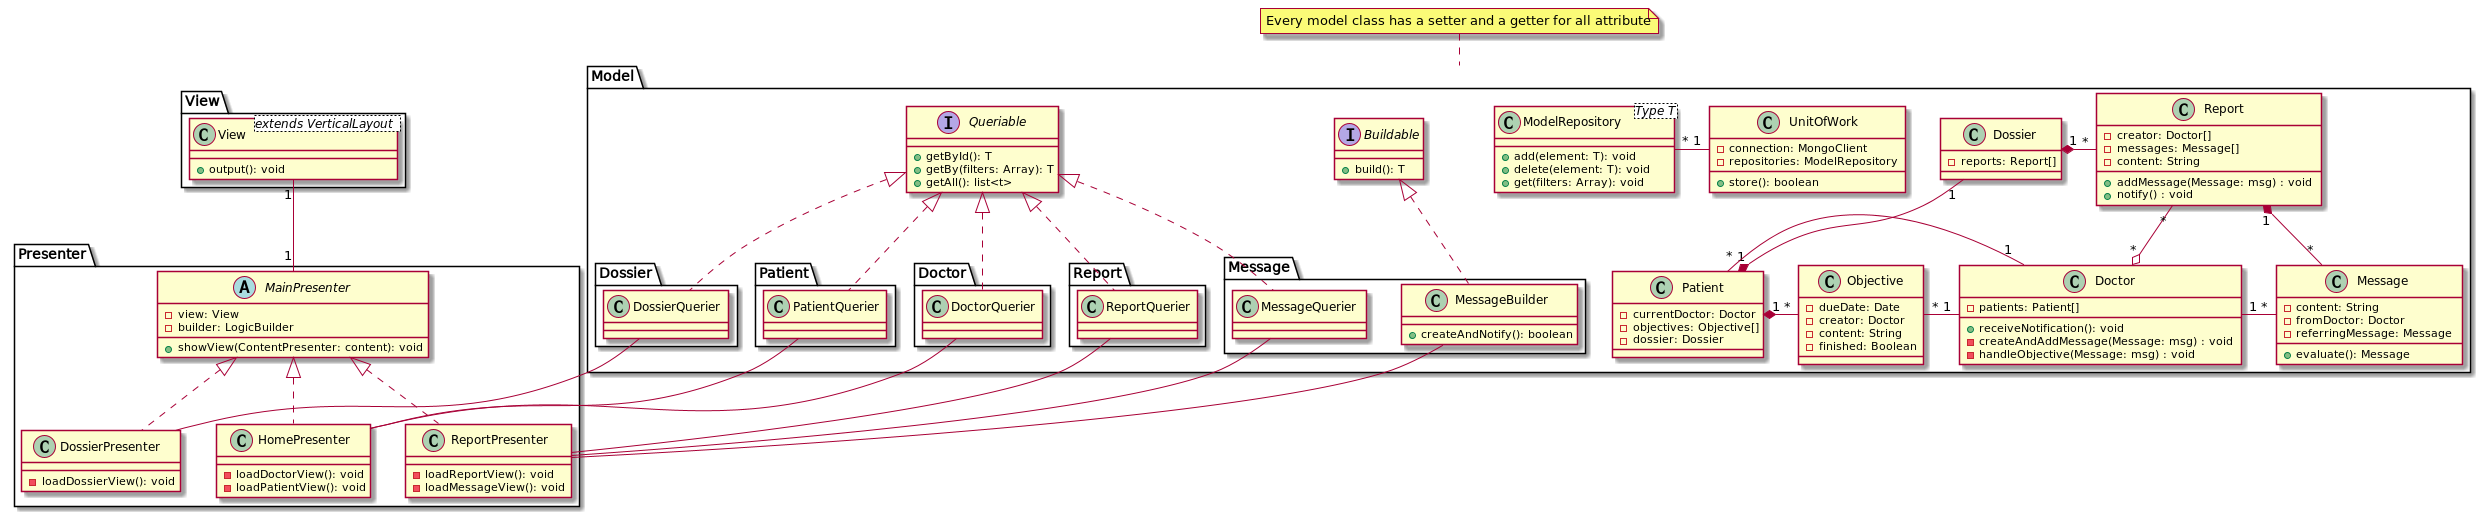 Every model class has a setter and a getter for all attribute
Model
View
C View
extends VerticalLayout
output(): void
1
1
Presenter
A MainPresenter
view: View
builder: LogicBuilder
showView(ContentPresenter: content): void
C DossierPresenter
loadDossierView(): void
C HomePresenter
loadDoctorView(): void
loadPatientView(): void
C ReportPresenter
loadReportView(): void
loadMessageView(): void
I Queriable
getById(): T
getBy(filters: Array): T
getAll(): list<t>
I Buildable
build(): T
C ModelRepository
Type T
add(element: T): void
delete(element: T): void
get(filters: Array): void
* 1
C UnitOfWork
connection: MongoClient
repositories: ModelRepository
store(): boolean
C Dossier
reports: Report[]
1 *
1
C Report
creator: Doctor[]
messages: Message[]
content: String
addMessage(Message: msg) : void
notify() : void
*
1
Dossier
C DossierQuerier
Patient
C PatientQuerier
Doctor
C DoctorQuerier
Report
C ReportQuerier
Message
C MessageQuerier
C MessageBuilder
createAndNotify(): boolean
* 1
1
*
*
C Patient
currentDoctor: Doctor
objectives: Objective[]
dossier: Dossier
1 *
C Objective
dueDate: Date
creator: Doctor
content: String
finished: Boolean
* 1
C Doctor
patients: Patient[]
receiveNotification(): void
createAndAddMessage(Message: msg) : void
handleObjective(Message: msg) : void
1 *
C Message
content: String
fromDoctor: Doctor
referringMessage: Message
evaluate(): Message